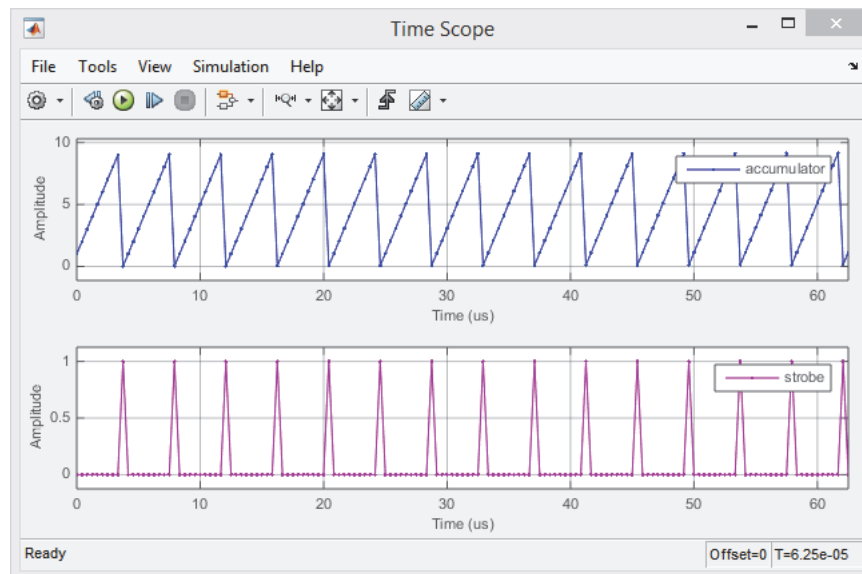 Time Scope
File Tools View Simulation Help
10
5
0
Amplitude
accumulator
0 10 20 30 40 50 60
Time (us)
1
0.5
0
Amplitude
strobe
0 10 20 30 40 50 60
Time (us)
Ready Offset=0 T=6.25e-05